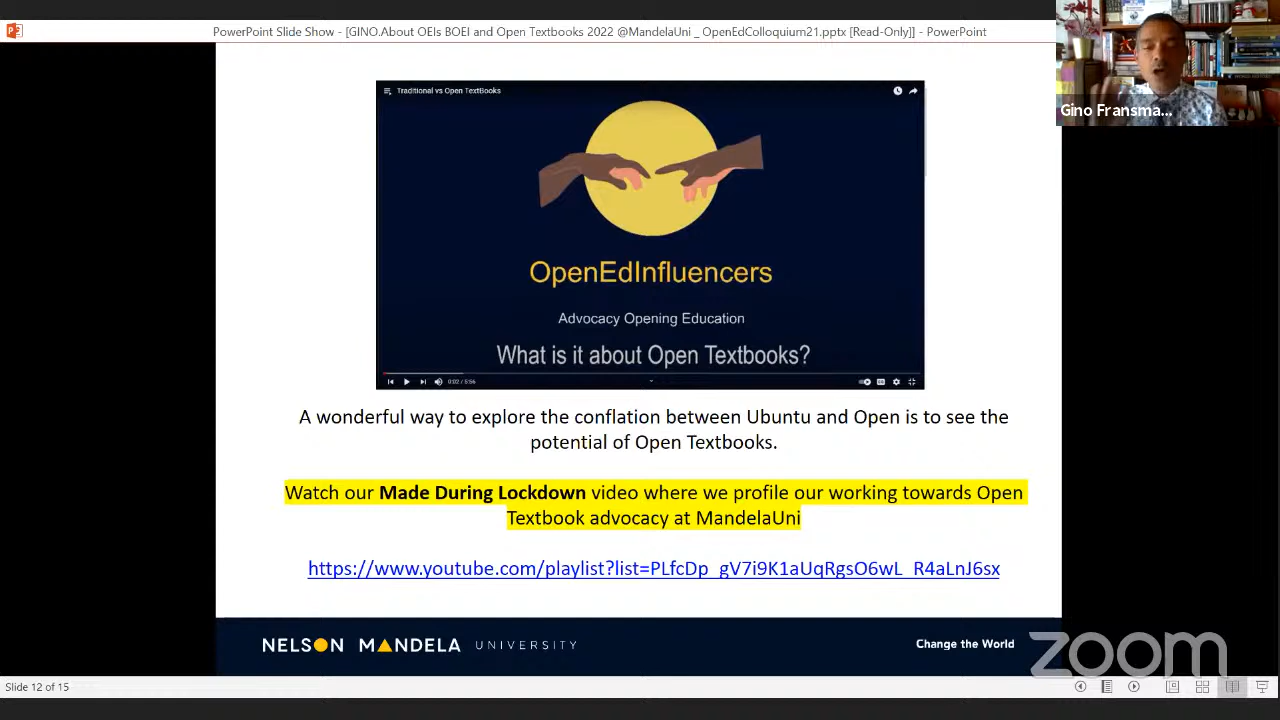 PowerPoint Slide Show - [GINO.About OEIs BOEI and Open Textbooks 2022 @MandelaUni _ OpenEdColloquium21.pptx [Read-Only]] - PowerPoint
Gino Fransma...
Traditional vs Open TextBooks
OpenEdInfluencers
Advocacy Opening Education
What is it about Open Textbooks?
0:02 / 5:56
A wonderful way to explore the conflation between Ubuntu and Open is to see the
potential of Open Textbooks.
Watch our Made During Lockdown video where we profile our working towards Open
Textbook advocacy at MandelaUni
https://www.youtube.com/playlist?list=PLfcDp_gV7i9K1aUqRgsO6wL_R4aLnJ6sx
NELSON MANDELA UNIVERSITY
Change the World
zoom
Slide 12 of 15